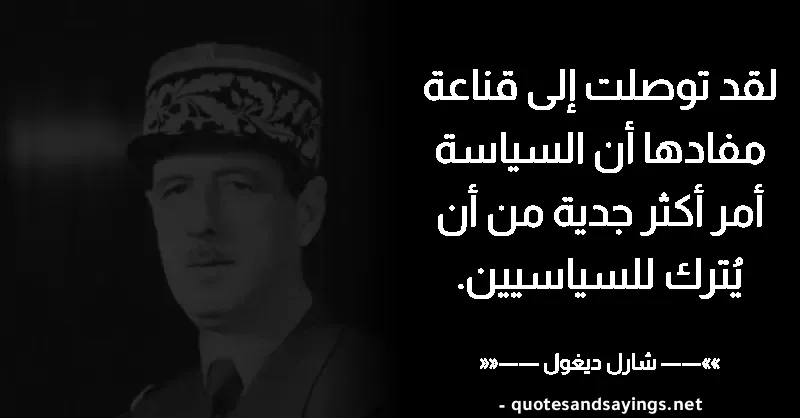 لقد توصلت إلى قناعة
مفادها أن السياسة
أمر أكثر جدية من أن
يُترك للسياسيين.
»»—— شارل ديغول ——««
- quotesandsayings.net